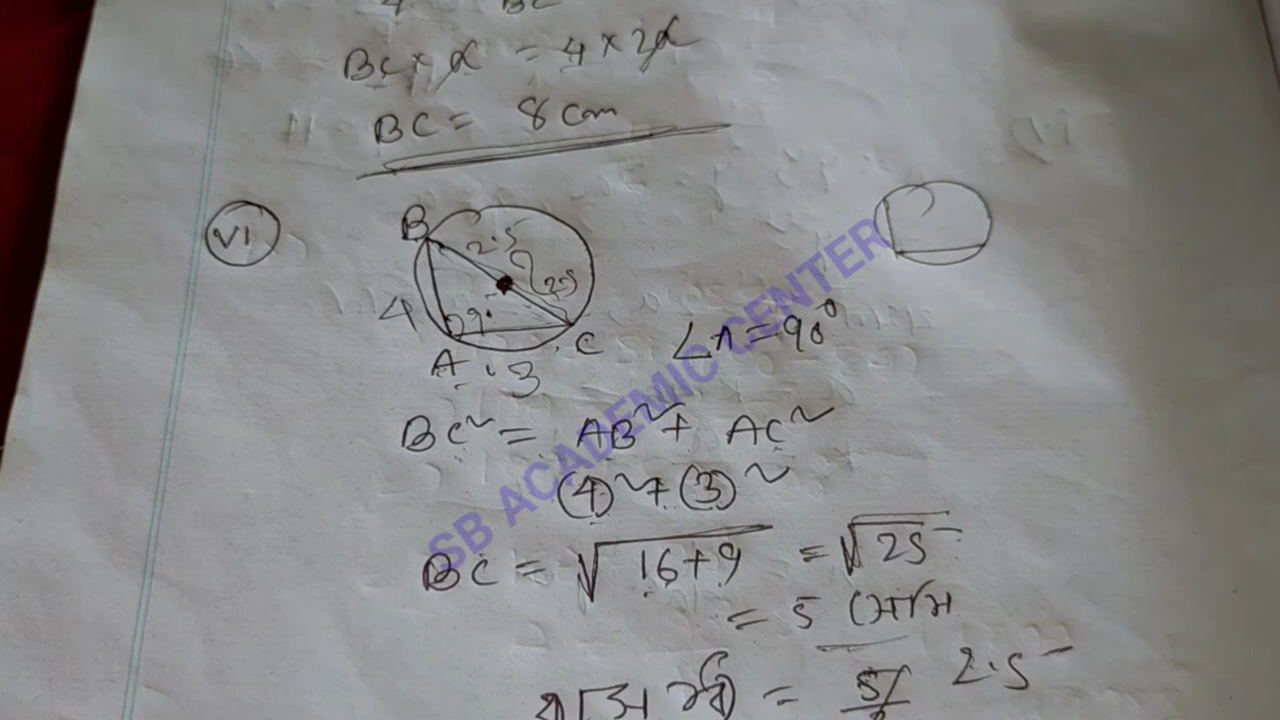 BC × x = 4 × 2x
BC = 8 cm
VI
B
2.5
2.5
4
90
A
C
3
∠A = 90°
BC² = AB² + AC²
(4)² + (3)²
BC = √16+9 = √25
= 5 সেমি
= 5/2 2.5
SB ACADEMIC CENTER